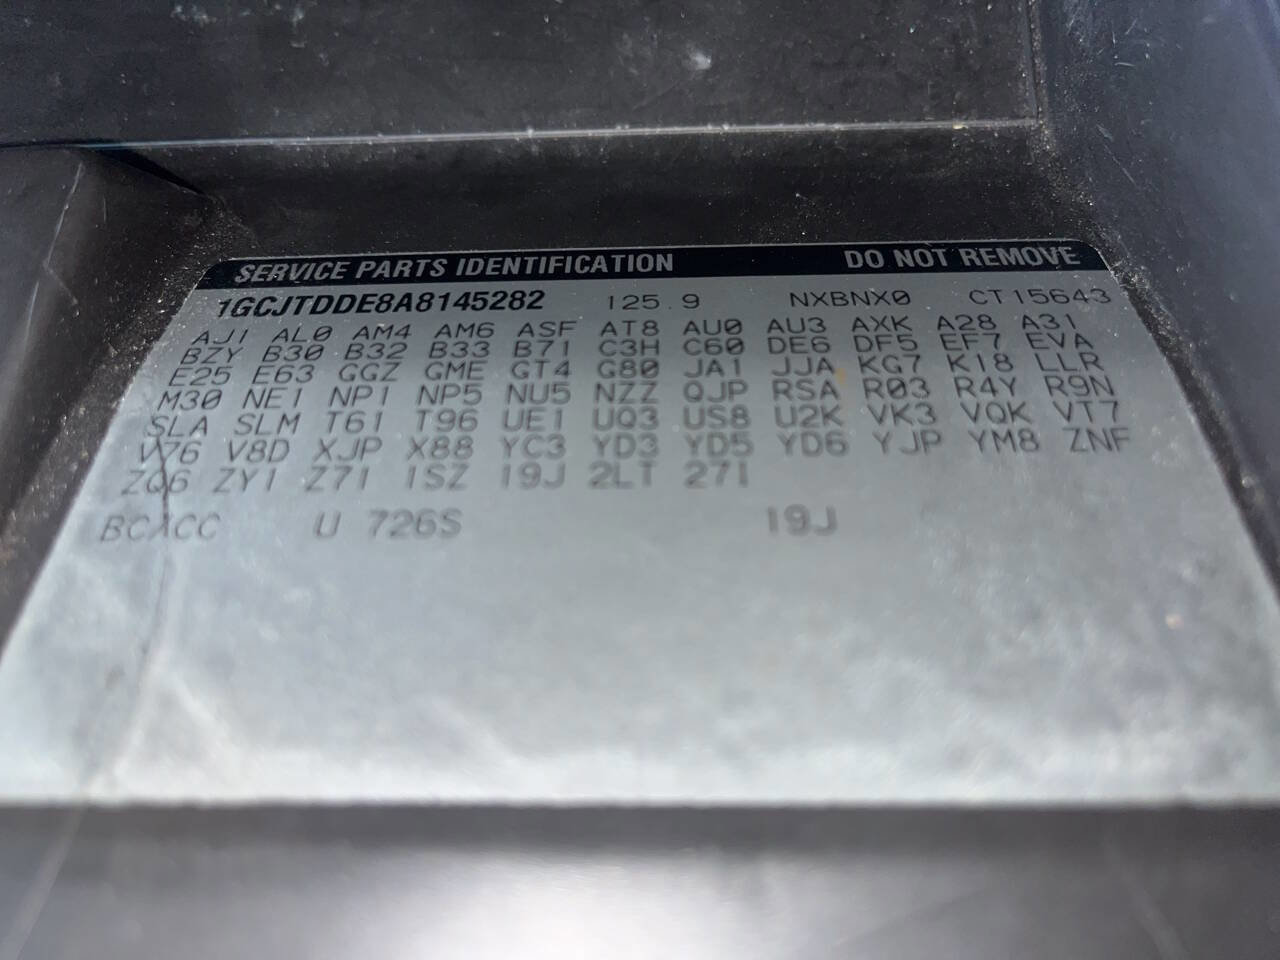 SERVICE PARTS IDENTIFICATION DO NOT REMOVE
1GCJTDDE8A8145282 125.9 NXBNX0 CT15643
AJ1 AL0 AM4 AM6 ASF AT8 AU0 AU3 AXK A28 A31
BZY B30 B32 B33 B71 C3H C60 DE6 DF5 EF7 EVA
E25 E63 GGZ GME GT4 G80 JA1 JJA KG7 K18 LLR
M30 NE1 NP1 NP5 NU5 NZZ QJP RSA R03 R4Y R9N
SLA SLM T61 T96 UE1 UQ3 US8 U2K VK3 VQK VT7
V76 V8D XJP X88 YC3 YD3 YD5 YD6 YJP YM8 ZNF
ZQ6 ZY1 Z71 1SZ 19J 2LT 27I
BCACC U 726S 19J